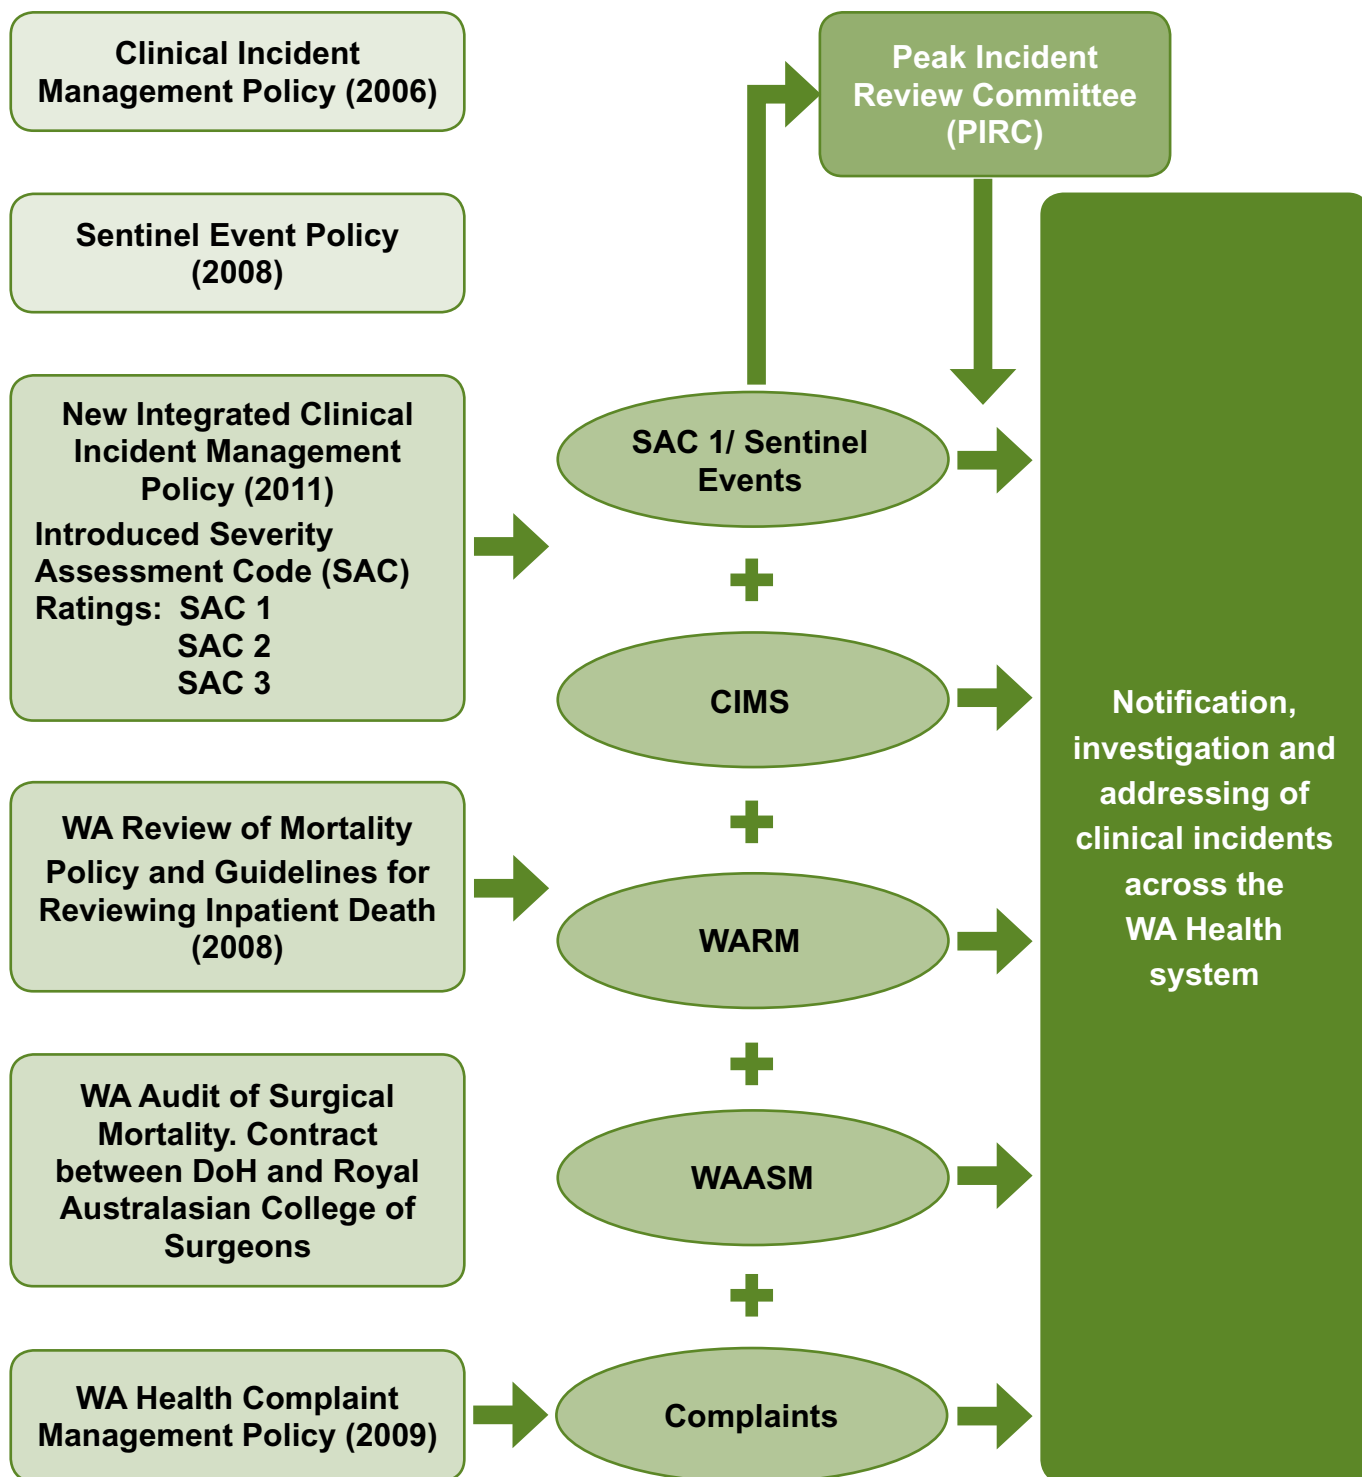 Clinical Incident
Management Policy (2006)
Sentinel Event Policy
(2008)
New Integrated Clinical
Incident Management
Policy (2011)
Introduced Severity
Assessment Code (SAC)
Ratings: SAC 1
SAC 2
SAC 3
WA Review of Mortality
Policy and Guidelines for
Reviewing Inpatient Death
(2008)
WA Audit of Surgical
Mortality. Contract
between DoH and Royal
Australasian College of
Surgeons
WA Health Complaint
Management Policy (2009)
Peak Incident
Review Committee
(PIRC)
SAC 1/ Sentinel
Events
CIMS
WARM
WAASM
Complaints
Notification,
investigation and
addressing of
clinical incidents
across the
WA Health
system